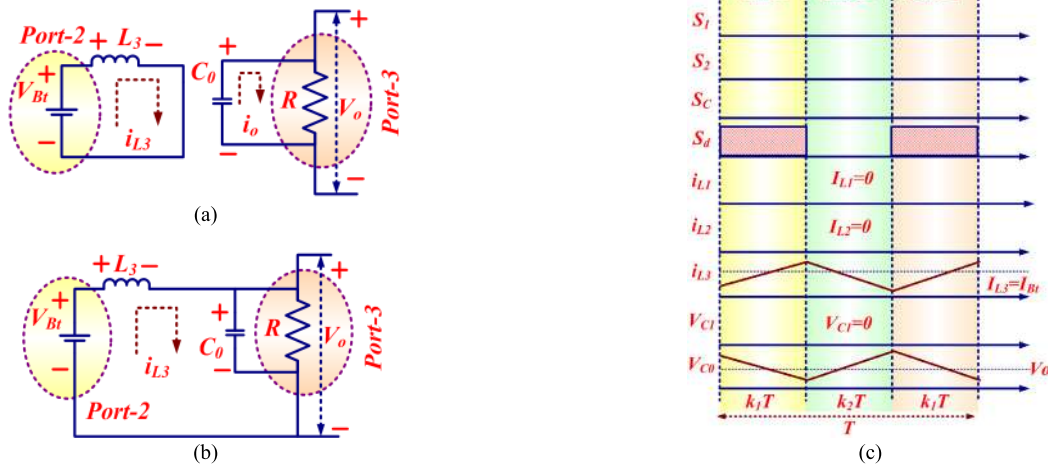 Port-2
+ L3 −
+
VBt
−
iL3
+
C0
−
io
R
+
Vo
−
Port-3
(a)
+ L3 −
+
VBt
−
iL3
Port-2
+
C0
−
R
+
Vo
−
Port-3
(b)
S1
S2
SC
Sd
iL1
IL1=0
iL2
IL2=0
iL3
IL3=IBt
VC1
VC1=0
VC0
Vo
k1T
k2T
k1T
T
(c)